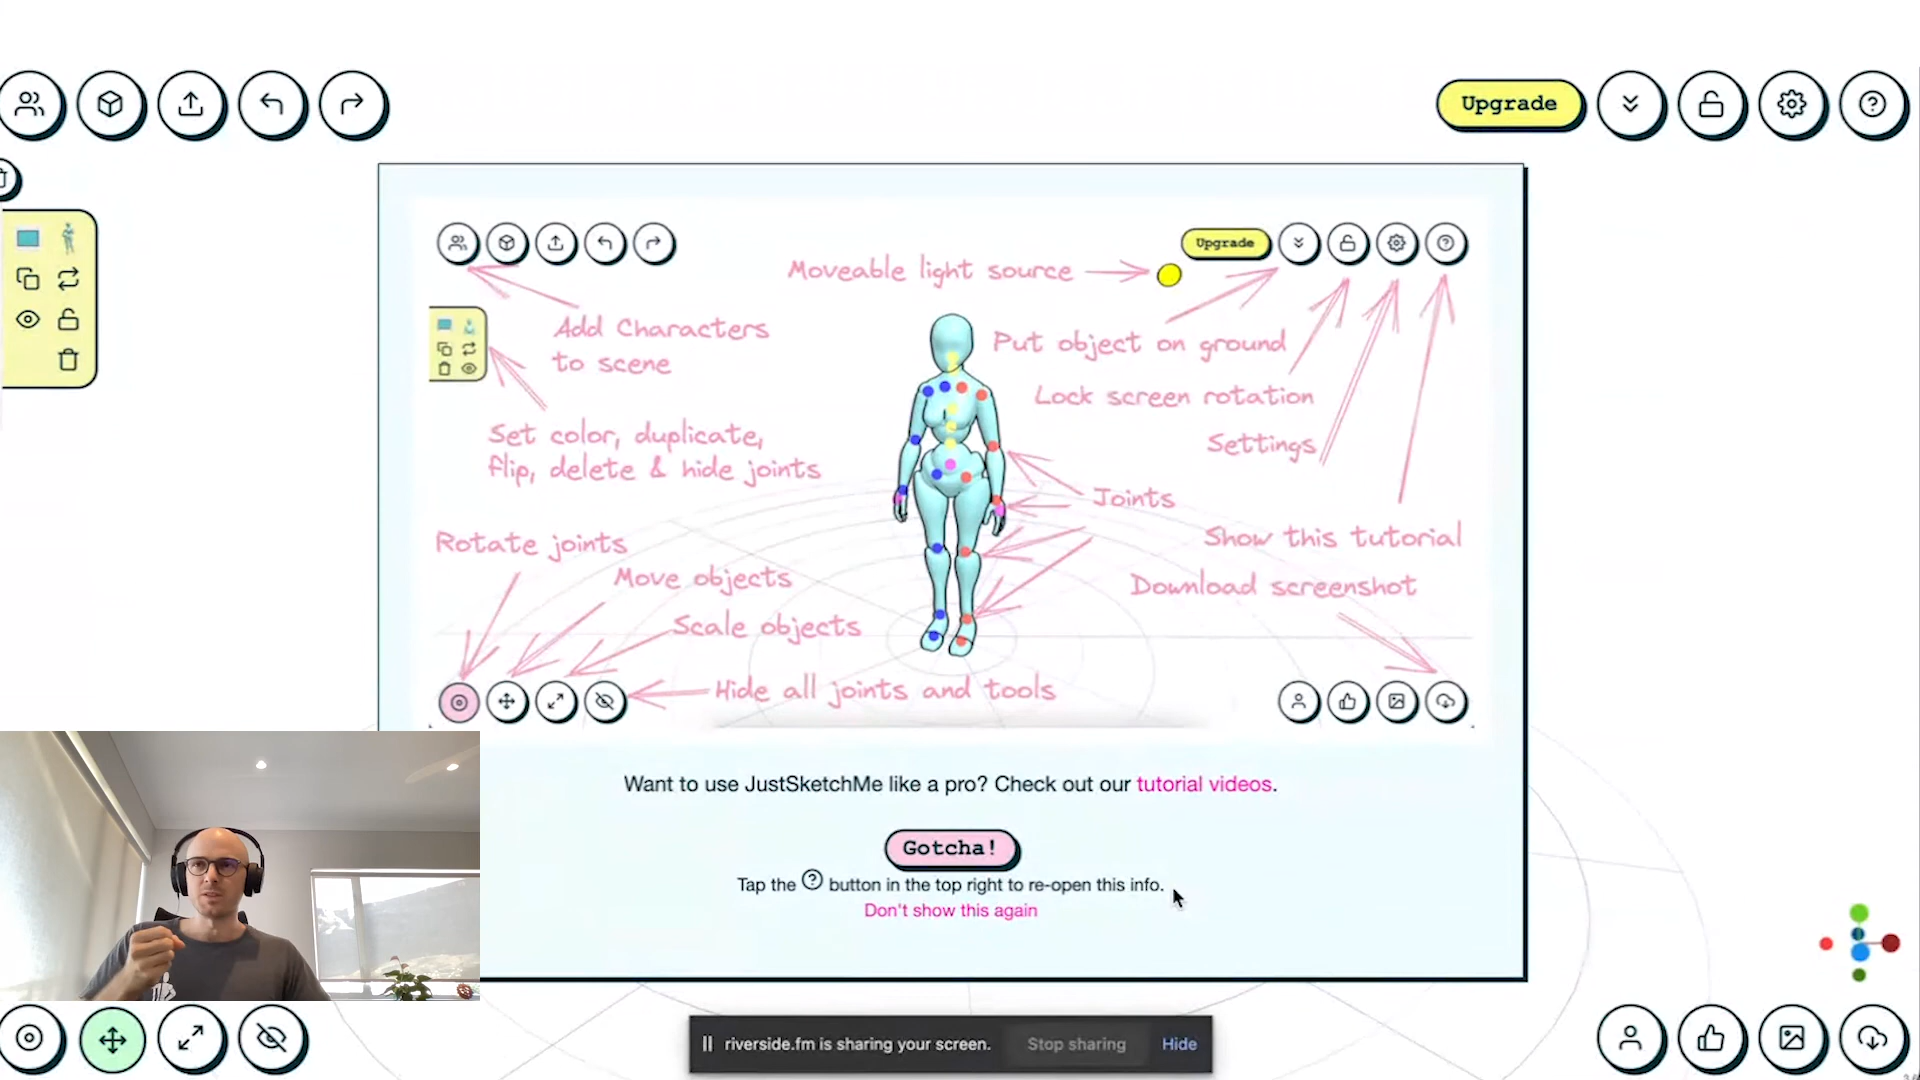 Upgrade
Upgrade
Moveable light source
Add Characters
to scene
Put object on ground
Lock screen rotation
Set color, duplicate,
flip, delete & hide joints
Settings
Joints
Rotate joints
Show this tutorial
Move objects
Download screenshot
Scale objects
Hide all joints and tools
Want to use JustSketchMe like a pro? Check out our tutorial videos.
Gotcha!
Tap the ? button in the top right to re-open this info.
Don't show this again
riverside.fm is sharing your screen.
Stop sharing
Hide